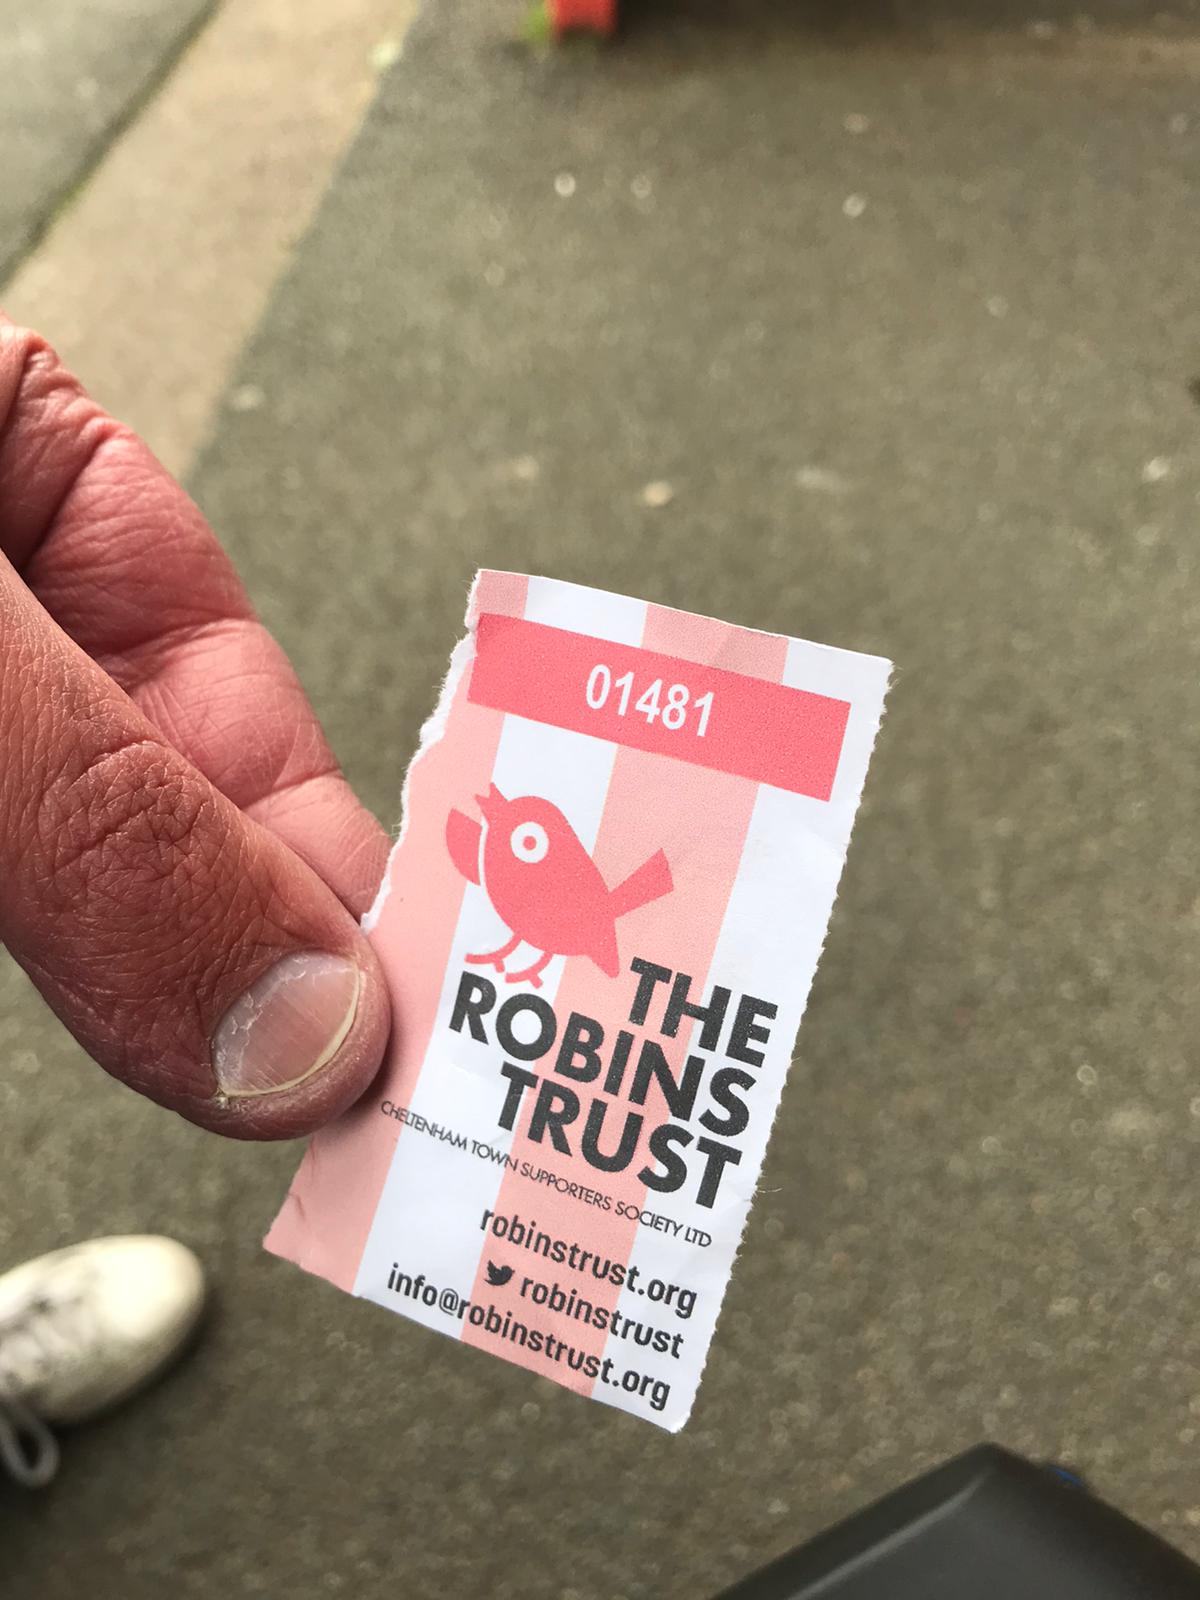 01481
THE
ROBINS
TRUST
CHELTENHAM TOWN SUPPORTERS SOCIETY LTD
robinstrust.org
robinstrust
info@robinstrust.org